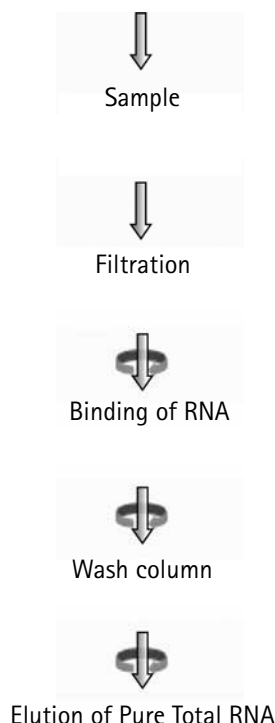 Sample
Filtration
Binding of RNA
Wash column
Elution of Pure Total RNA